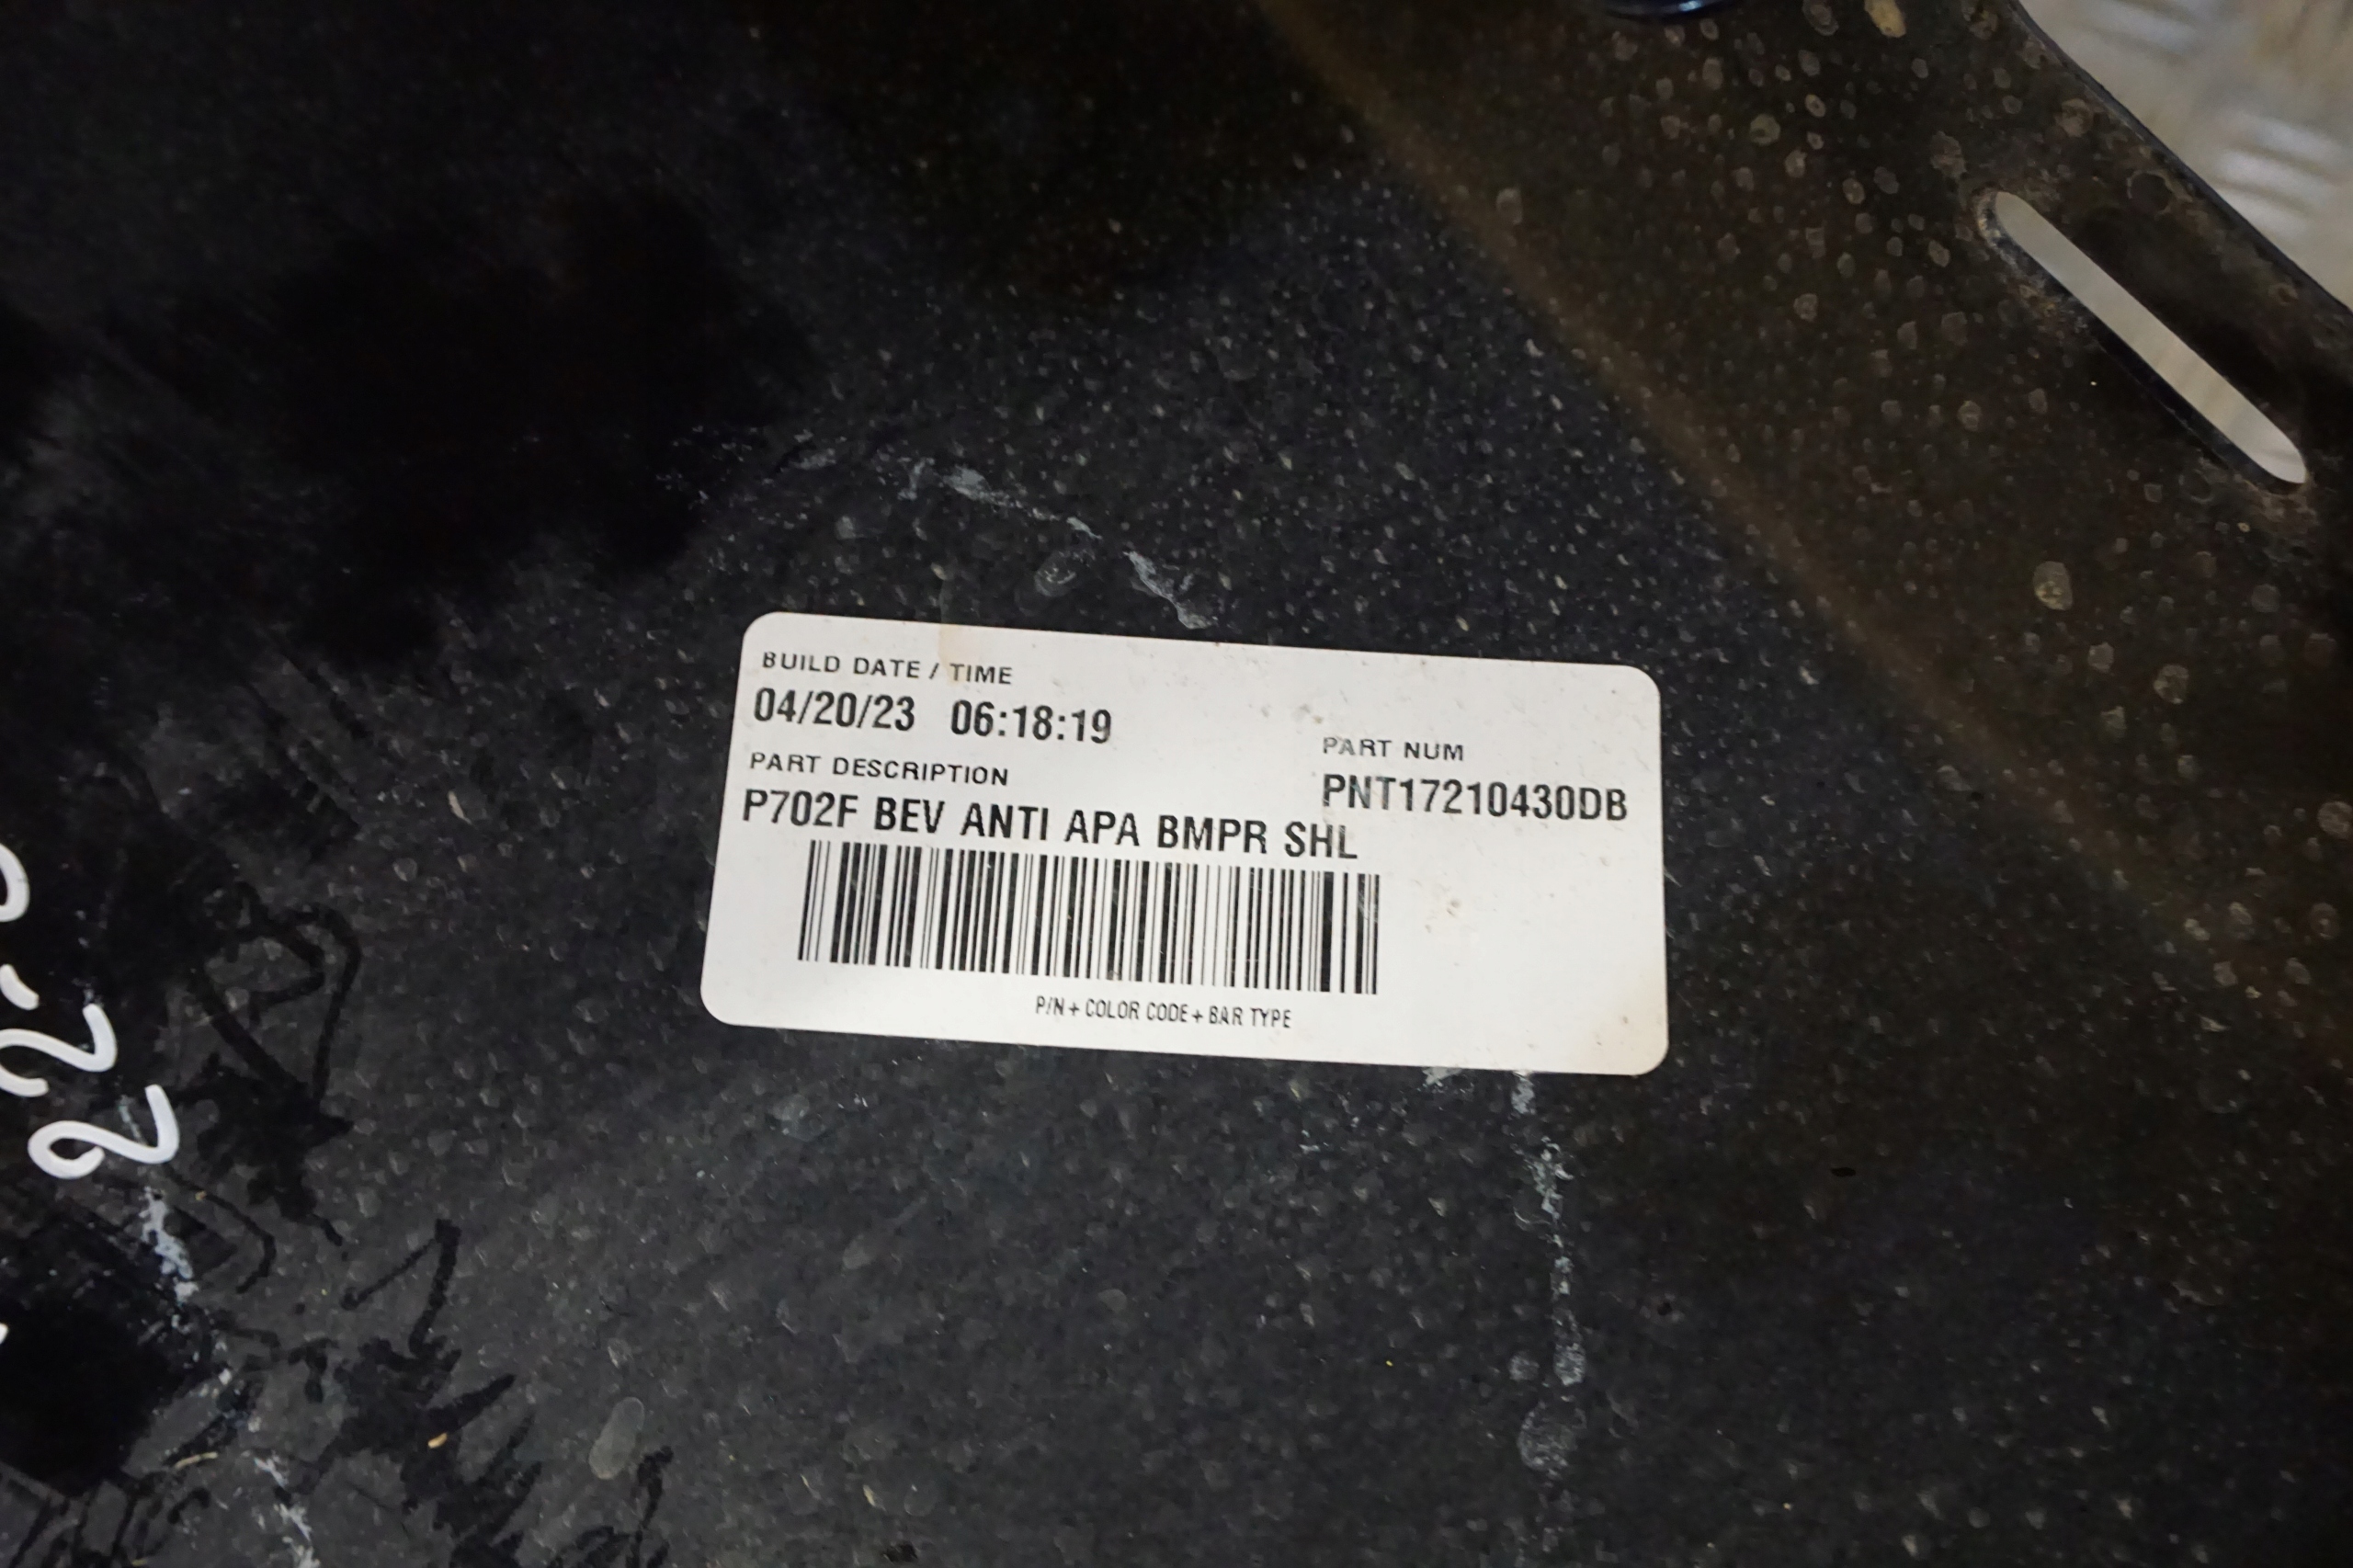 BUILD DATE / TIME
04/20/23 06:18:19
PART NUM
PNT17210430DB
PART DESCRIPTION
P702F BEV ANTI APA BMPR SHL
P/N + COLOR CODE + BAR TYPE
22